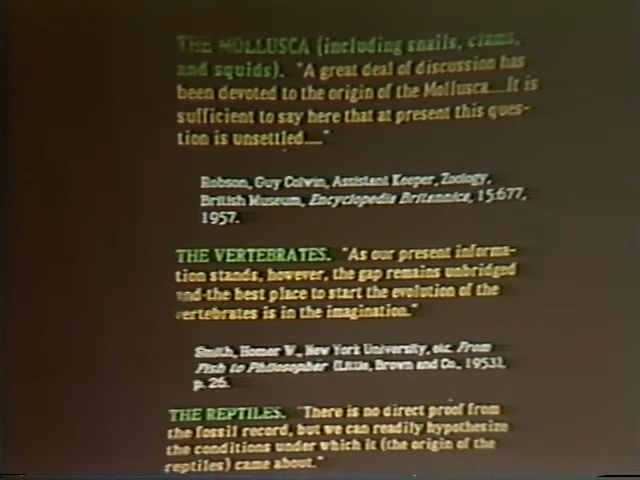 THE MOLLUSCA (including snails, clams,
and squids). "A great deal of discussion has
been devoted to the origin of the Mollusca....It is
sufficient to say here that at present this ques-
tion is unsettled...."
Robson, Guy Colwin, Assistant Keeper, Zoology,
British Museum, Encyclopedia Britannica, 15:677,
1957.
THE VERTEBRATES. "As our present informa-
tion stands, however, the gap remains unbridged
and the best place to start the evolution of the
vertebrates is in the imagination."
Smith, Homer W., New York University, etc. From
Fish to Philosopher (Little, Brown and Co., 1953),
p. 26.
THE REPTILES. "There is no direct proof from
the fossil record, but we can readily hypothesize
the conditions under which it (the origin of the
reptiles) came about."